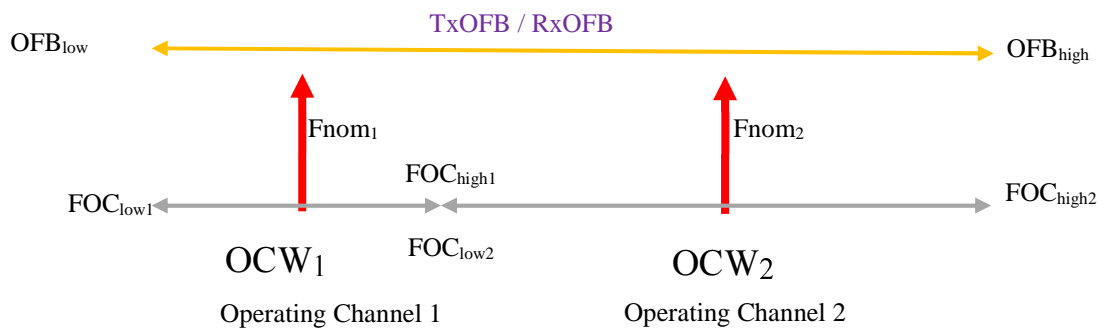 TxOFB / RxOFB
OFBlow
OFBhigh
Fnom1
Fnom2
FOChigh1
FOClow1
FOChigh2
FOClow2
OCW1
OCW2
Operating Channel 1
Operating Channel 2